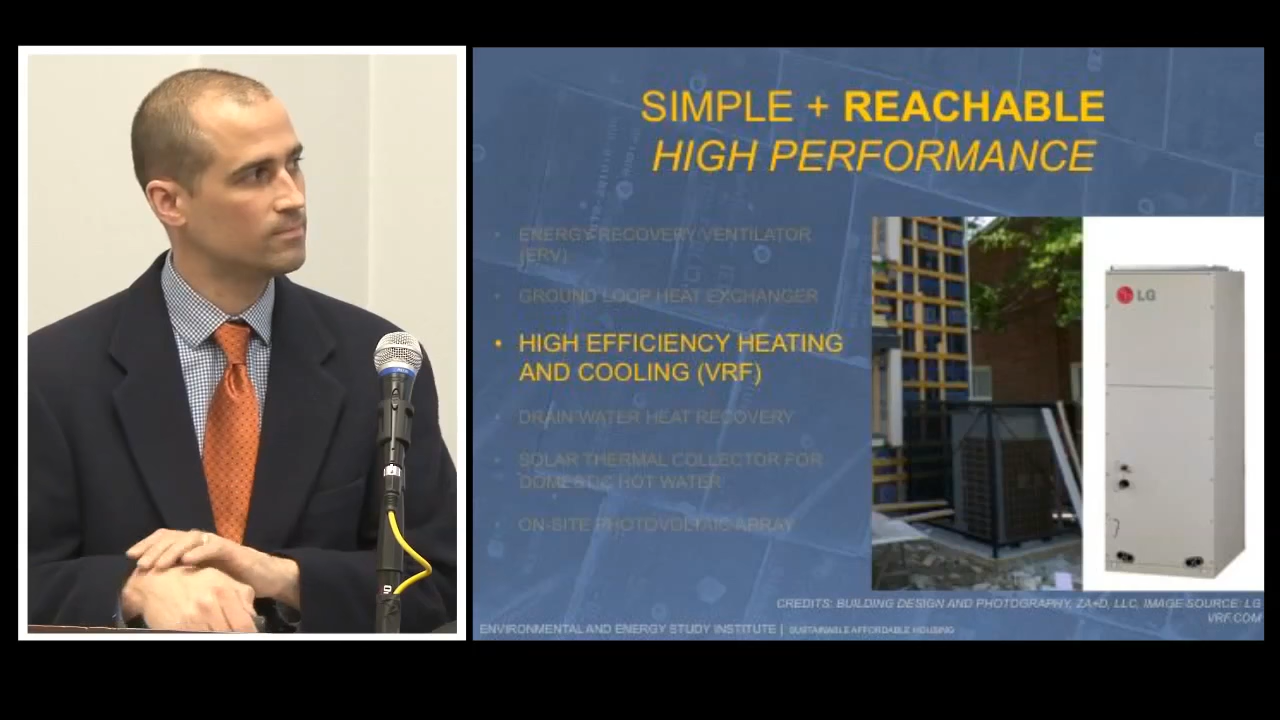 SIMPLE + REACHABLE
HIGH PERFORMANCE
• ENERGY RECOVERY VENTILATOR
(ERV)
• GROUND LOOP HEAT EXCHANGER
• HIGH EFFICIENCY HEATING
AND COOLING (VRF)
• DRAIN WATER HEAT RECOVERY
• SOLAR THERMAL COLLECTOR FOR
DOMESTIC HOT WATER
• ON-SITE PHOTOVOLTAIC ARRAY
LG
CREDITS: BUILDING DESIGN AND PHOTOGRAPHY, ZA+D, LLC, IMAGE SOURCE: LG
VRF.COM
ENVIRONMENTAL AND ENERGY STUDY INSTITUTE | SUSTAINABLE AFFORDABLE HOUSING